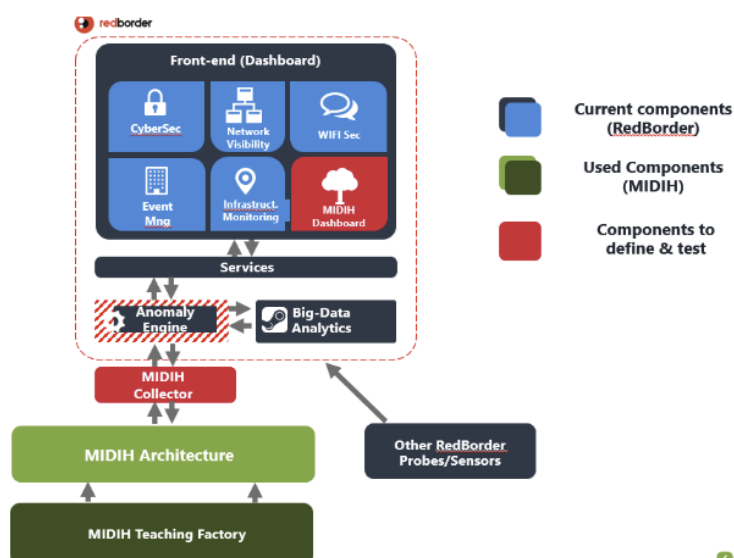 redborder
Front-end (Dashboard)
CyberSec
Network
Visibility
WIFI Sec
Event
Mng
Infrastruct.
Monitoring
MIDIH
Dashboard
Services
Anomaly
Engine
Big-Data
Analytics
MIDIH
Collector
MIDIH Architecture
Other RedBorder
Probes/Sensors
MIDIH Teaching Factory
Current components
(RedBorder)
Used Components
(MIDIH)
Components to
define & test